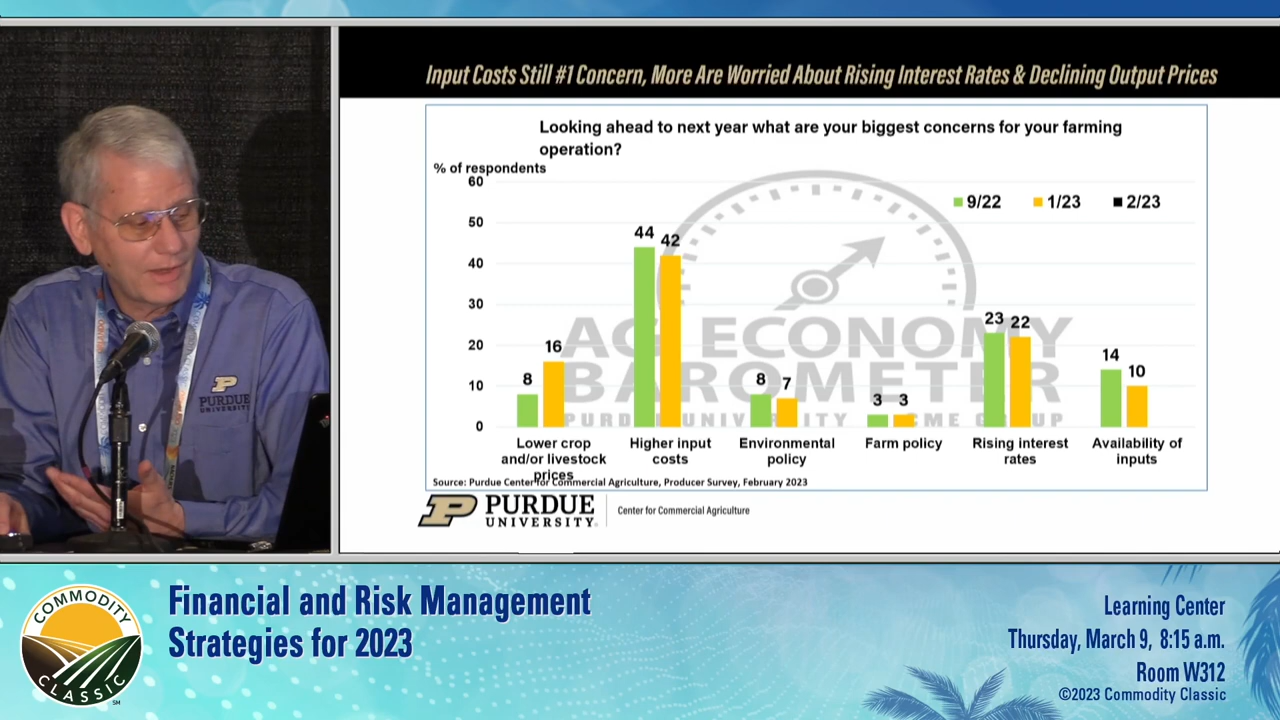 Input Costs Still #1 Concern, More Are Worried About Rising Interest Rates & Declining Output Prices
Looking ahead to next year what are your biggest concerns for your farming
operation?
% of respondents
60
50
40
30
20
10
0
9/22
1/23
2/23
8
16
44
42
8
7
3
3
23
22
14
10
AG ECONOMY
BAROMETER
PURDUE UNIVERSITY CME GROUP
Lower crop
and/or livestock
prices
Higher input
costs
Environmental
policy
Farm policy
Rising interest
rates
Availability of
inputs
Source: Purdue Center for Commercial Agriculture, Producer Survey, February 2023
P
PURDUE
UNIVERSITY
Center for Commercial Agriculture
P
PURDUE
UNIVERSITY
COMMODITY
CLASSIC
SM
Financial and Risk Management
Strategies for 2023
Learning Center
Thursday, March 9, 8:15 a.m.
Room W312
©2023 Commodity Classic